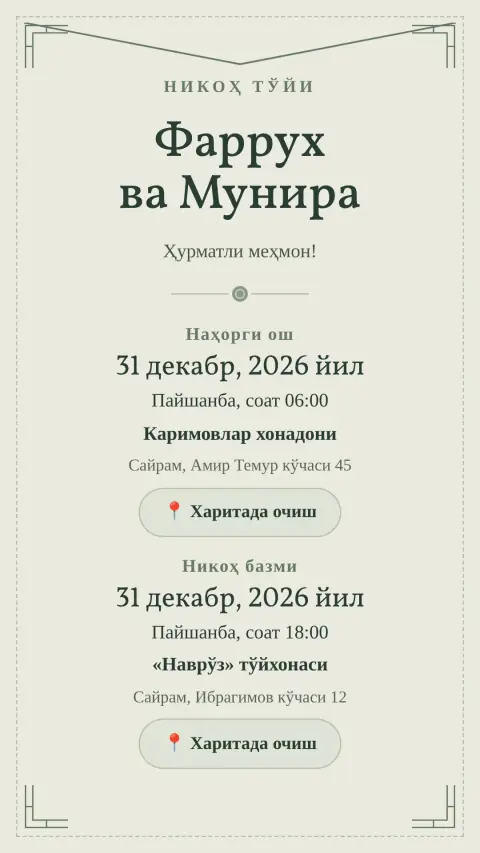 НИКОҲ ТЎЙИ
Фаррух
ва Мунира
Ҳурматли меҳмон!
Наҳорги ош
31 декабр, 2026 йил
Пайшанба, соат 06:00
Каримовлар хонадони
Сайрам, Амир Темур кўчаси 45
📍 Харитада очиш
Никоҳ базми
31 декабр, 2026 йил
Пайшанба, соат 18:00
«Наврўз» тўйхонаси
Сайрам, Ибрагимов кўчаси 12
📍 Харитада очиш